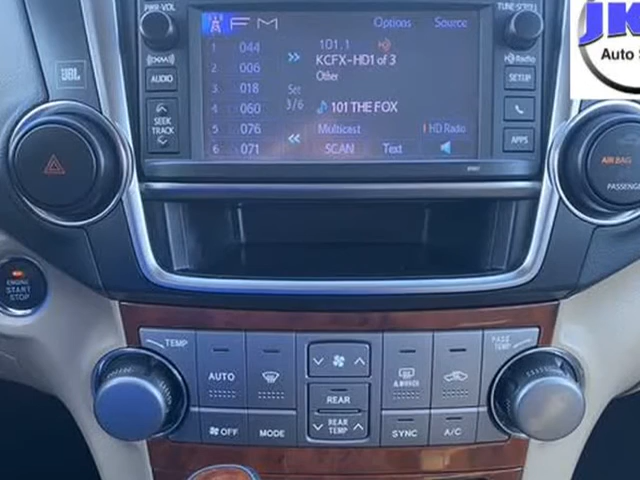 PWR·VOL
TUNE·SCROLL
JK
Auto S
FM
Options
Source
1 044
2 006
3 018
4 060
5 076
6 071
Set
3/6
101.1
KCFX-HD1 of 3
Other
101 THE FOX
Multicast
HD Radio
SCAN
Text
JBL
AUDIO
SEEK
TRACK
HD Radio
SETUP
APPS
AIR BAG
PASSENGE
ENGINE
START
STOP
TEMP
PASS
TEMP
AUTO
REAR
REAR
TEMP
OFF
MODE
SYNC
A/C